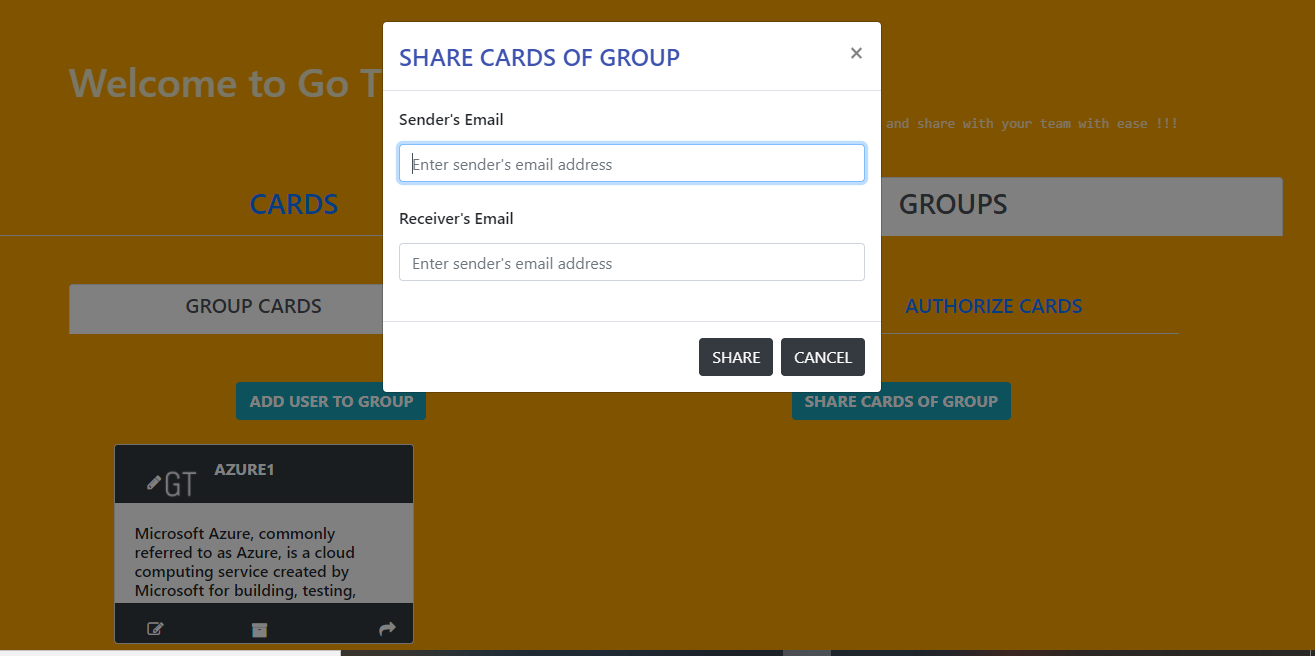 SHARE CARDS OF GROUP ×
Welcome to Go T
Sender's Email
and share with your team with ease !!!
Enter sender's email address
CARDS
GROUPS
Receiver's Email
Enter sender's email address
GROUP CARDS
AUTHORIZE CARDS
SHARE CANCEL
ADD USER TO GROUP
SHARE CARDS OF GROUP
GT AZURE1
Microsoft Azure, commonly
referred to as Azure, is a cloud
computing service created by
Microsoft for building, testing,